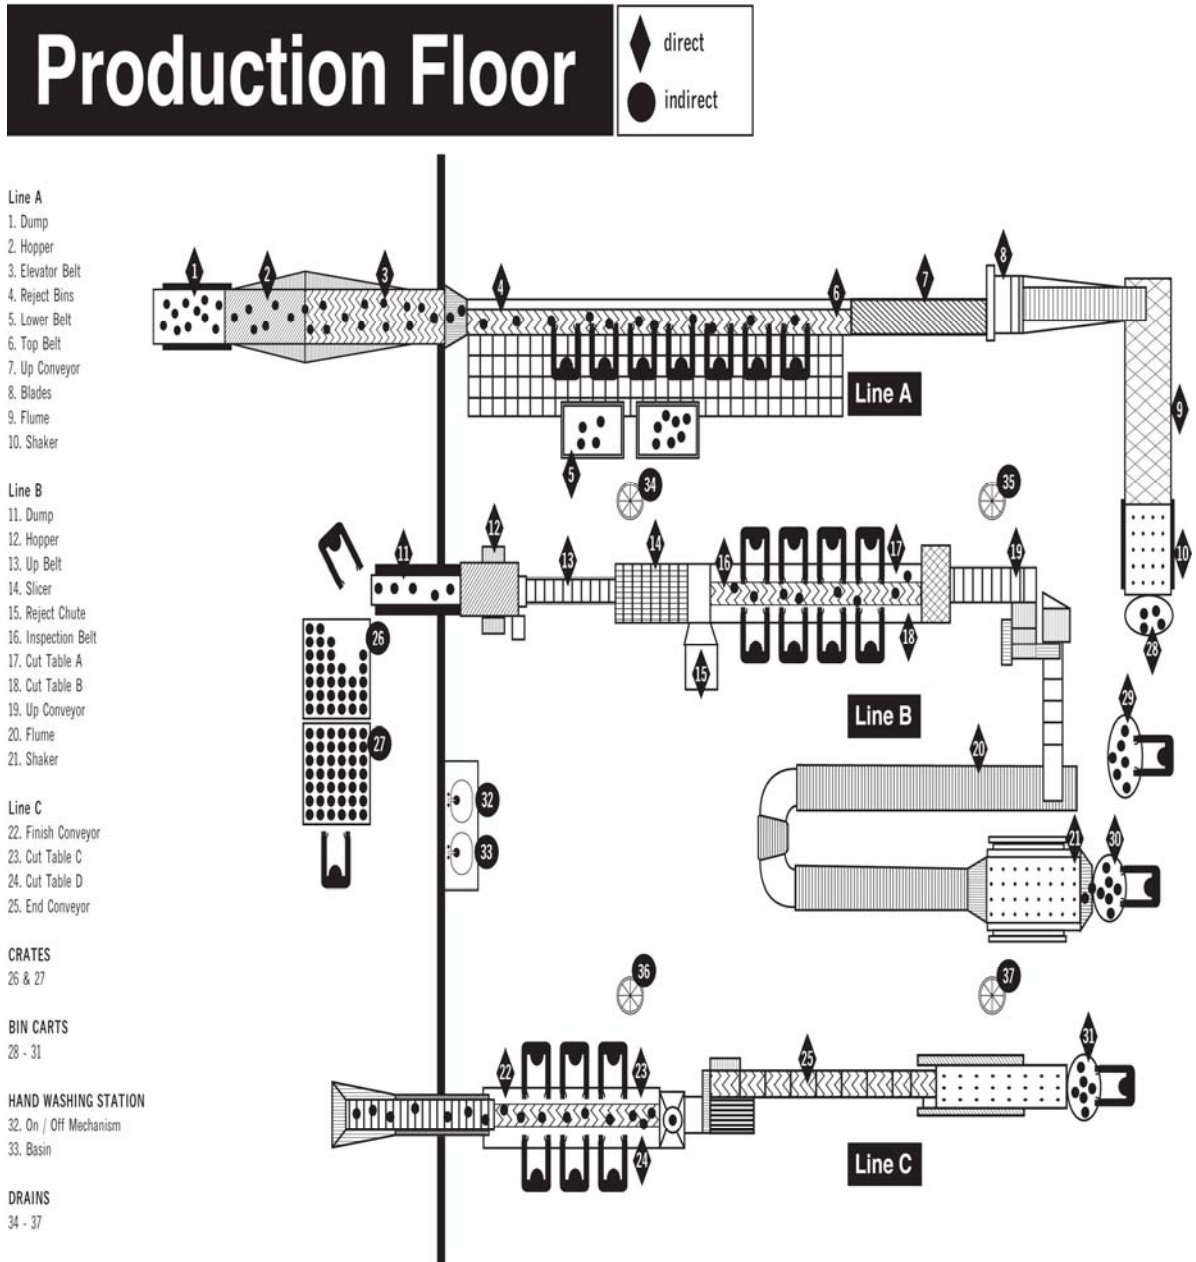 Production Floor
direct
indirect
Line A
1. Dump
2. Hopper
3. Elevator Belt
4. Reject Bins
5. Lower Belt
6. Top Belt
7. Up Conveyor
8. Blades
9. Flume
10. Shaker
Line B
11. Dump
12. Hopper
13. Up Belt
14. Slicer
15. Reject Chute
16. Inspection Belt
17. Cut Table A
18. Cut Table B
19. Up Conveyor
20. Flume
21. Shaker
Line C
22. Finish Conveyor
23. Cut Table C
24. Cut Table D
25. End Conveyor
CRATES
26 & 27
BIN CARTS
28 - 31
HAND WASHING STATION
32. On / Off Mechanism
33. Basin
DRAINS
34 - 37
1
2
3
4
6
7
8
Line A
9
5
34
35
10
11
12
13
14
16
17
19
26
18
28
15
27
Line B
29
20
32
33
21
30
36
37
22
23
25
31
24
Line C